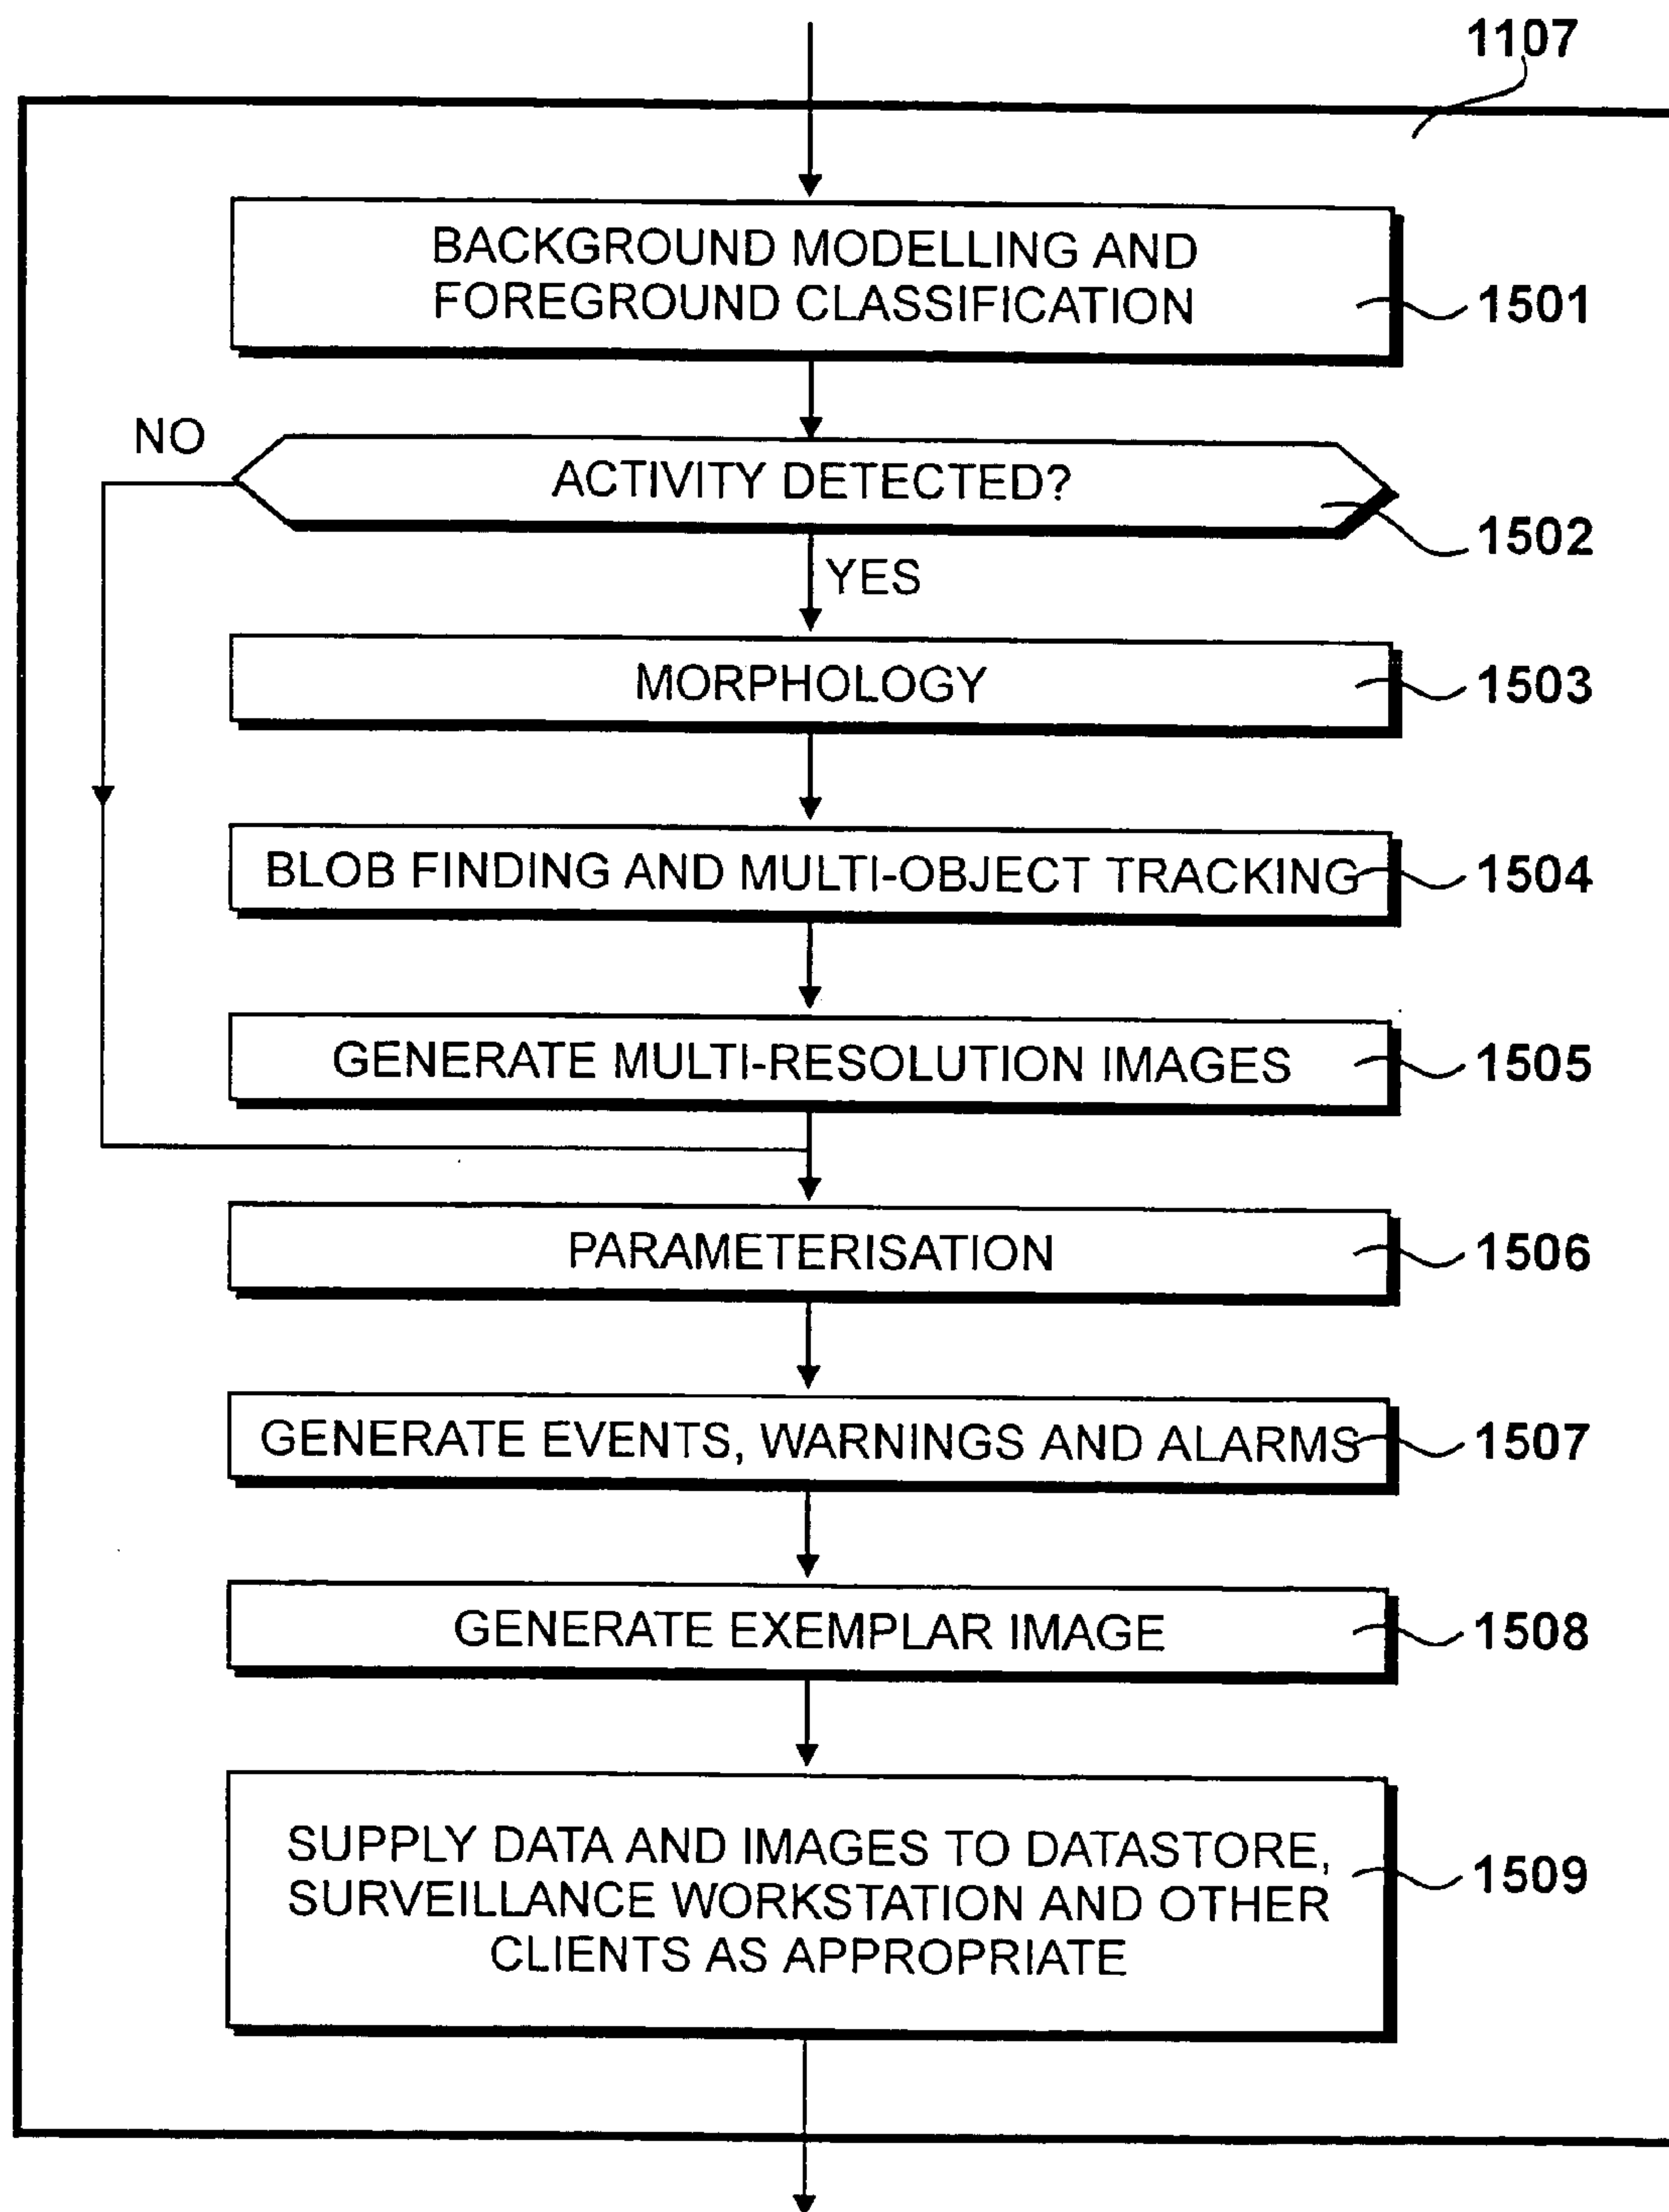 1107
BACKGROUND MODELLING AND
FOREGROUND CLASSIFICATION
1501
NO
ACTIVITY DETECTED?
1502
YES
MORPHOLOGY
1503
BLOB FINDING AND MULTI-OBJECT TRACKING
1504
GENERATE MULTI-RESOLUTION IMAGES
1505
PARAMETERISATION
1506
GENERATE EVENTS, WARNINGS AND ALARMS
1507
GENERATE EXEMPLAR IMAGE
1508
SUPPLY DATA AND IMAGES TO DATASTORE,
SURVEILLANCE WORKSTATION AND OTHER
CLIENTS AS APPROPRIATE
1509